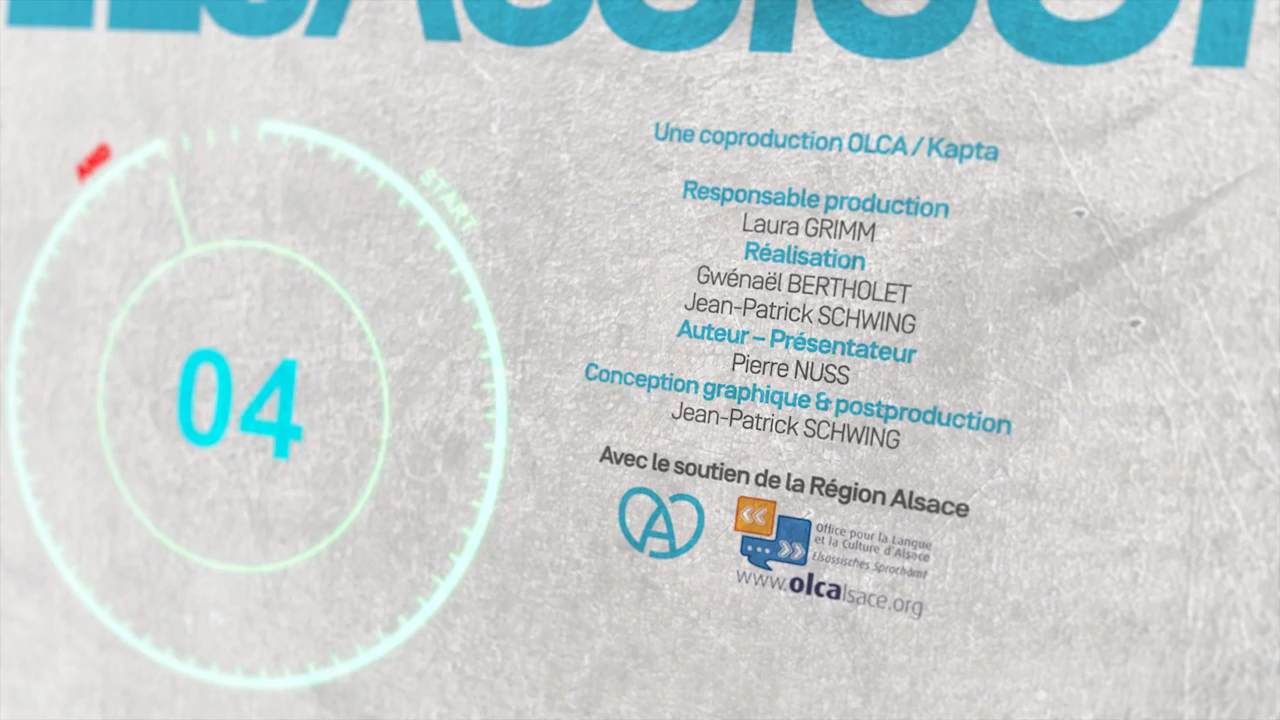 START
04
Une coproduction OLCA / Kapta
Responsable production
Laura GRIMM
Réalisation
Gwénaël BERTHOLET
Jean-Patrick SCHWING
Auteur – Présentateur
Pierre NUSS
Conception graphique & postproduction
Jean-Patrick SCHWING
Avec le soutien de la Région Alsace
A
Office pour la Langue
et la Culture d'Alsace
Elsässisches Sprochàmt
www.olcalsace.org